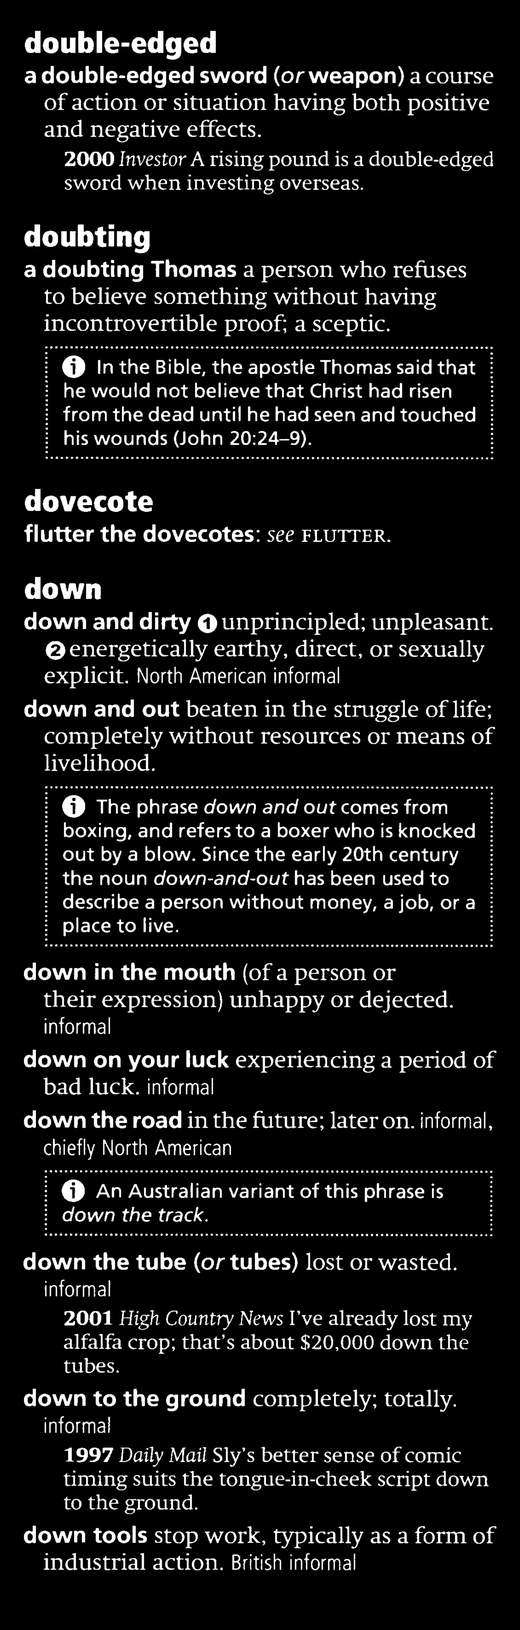 double-edged
a double-edged sword (or weapon) a course
of action or situation having both positive
and negative effects.
2000 Investor A rising pound is a double-edged
sword when investing overseas.
doubting
a doubting Thomas a person who refuses
to believe something without having
incontrovertible proof; a sceptic.
ⓘ In the Bible, the apostle Thomas said that
he would not believe that Christ had risen
from the dead until he had seen and touched
his wounds (John 20:24–9).
dovecote
flutter the dovecotes: see FLUTTER.
down
down and dirty ❶ unprincipled; unpleasant.
❷ energetically earthy, direct, or sexually
explicit. North American informal
down and out beaten in the struggle of life;
completely without resources or means of
livelihood.
ⓘ The phrase down and out comes from
boxing, and refers to a boxer who is knocked
out by a blow. Since the early 20th century
the noun down-and-out has been used to
describe a person without money, a job, or a
place to live.
down in the mouth (of a person or
their expression) unhappy or dejected.
informal
down on your luck experiencing a period of
bad luck. informal
down the road in the future; later on. informal,
chiefly North American
ⓘ An Australian variant of this phrase is
down the track.
down the tube (or tubes) lost or wasted.
informal
2001 High Country News I've already lost my
alfalfa crop; that's about $20,000 down the
tubes.
down to the ground completely; totally.
informal
1997 Daily Mail Sly's better sense of comic
timing suits the tongue-in-cheek script down
to the ground.
down tools stop work, typically as a form of
industrial action. British informal